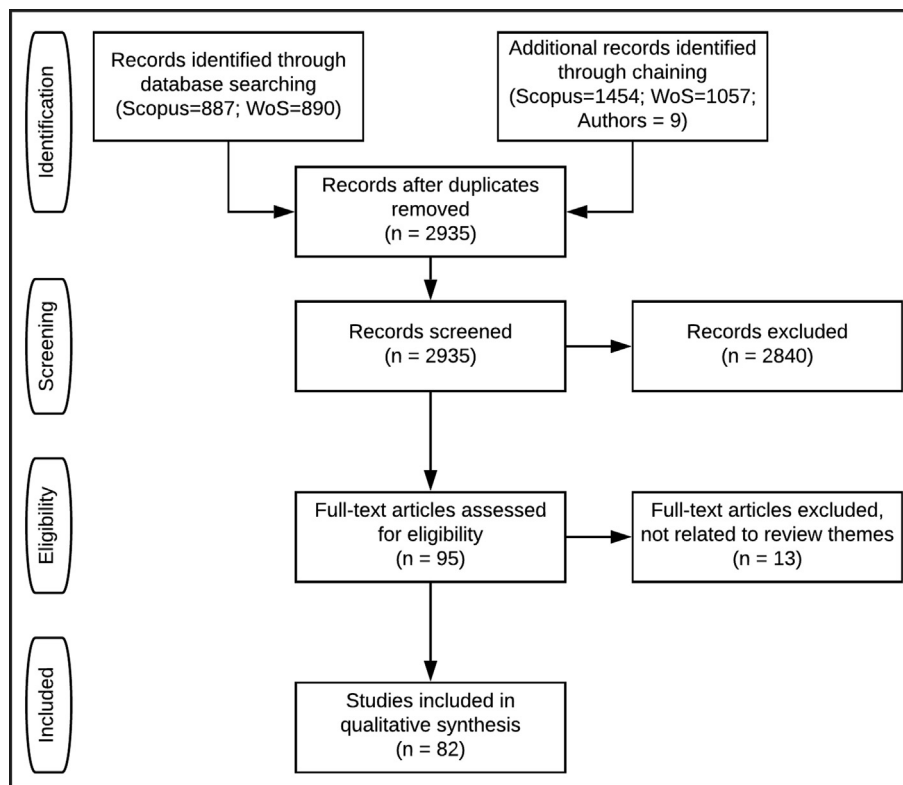 Identification
Records identified through
database searching
(Scopus=887; WoS=890)
Additional records identified
through chaining
(Scopus=1454; WoS=1057;
Authors = 9)
Records after duplicates
removed
(n = 2935)
Screening
Records screened
(n = 2935)
Records excluded
(n = 2840)
Eligibility
Full-text articles assessed
for eligibility
(n = 95)
Full-text articles excluded,
not related to review themes
(n = 13)
Included
Studies included in
qualitative synthesis
(n = 82)